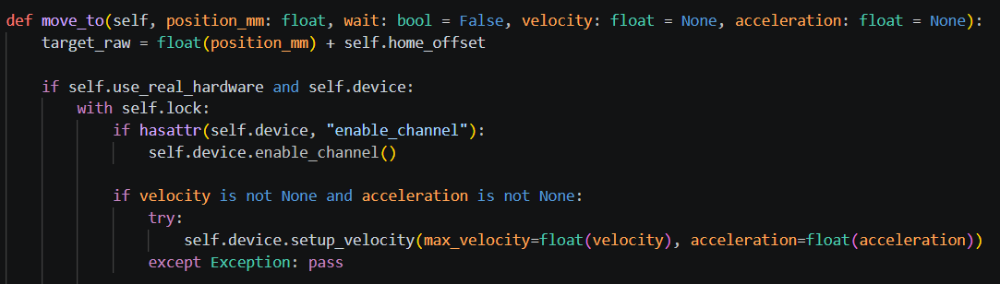 def move_to(self, position_mm: float, wait: bool = False, velocity: float = None, acceleration: float = None):
    target_raw = float(position_mm) + self.home_offset

    if self.use_real_hardware and self.device:
        with self.lock:
            if hasattr(self.device, "enable_channel"):
                self.device.enable_channel()

            if velocity is not None and acceleration is not None:
                try:
                    self.device.setup_velocity(max_velocity=float(velocity), acceleration=float(acceleration))
                except Exception: pass